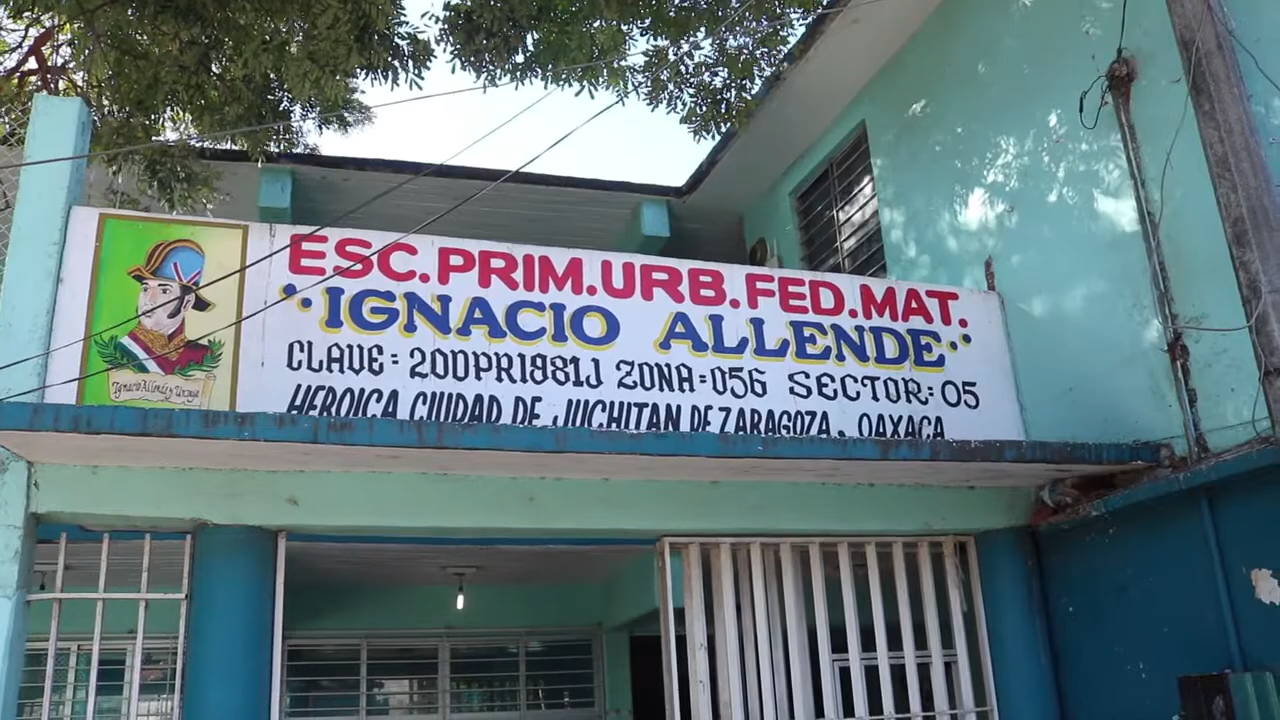 ESC.PRIM.URB.FED.MAT.
"IGNACIO ALLENDE"
CLAVE: 20DPRI981J ZONA:056 SECTOR: 05
HEROICA CIUDAD DE JUCHITAN DE ZARAGOZA, OAXACA
Ignacio Allende y Unzaga